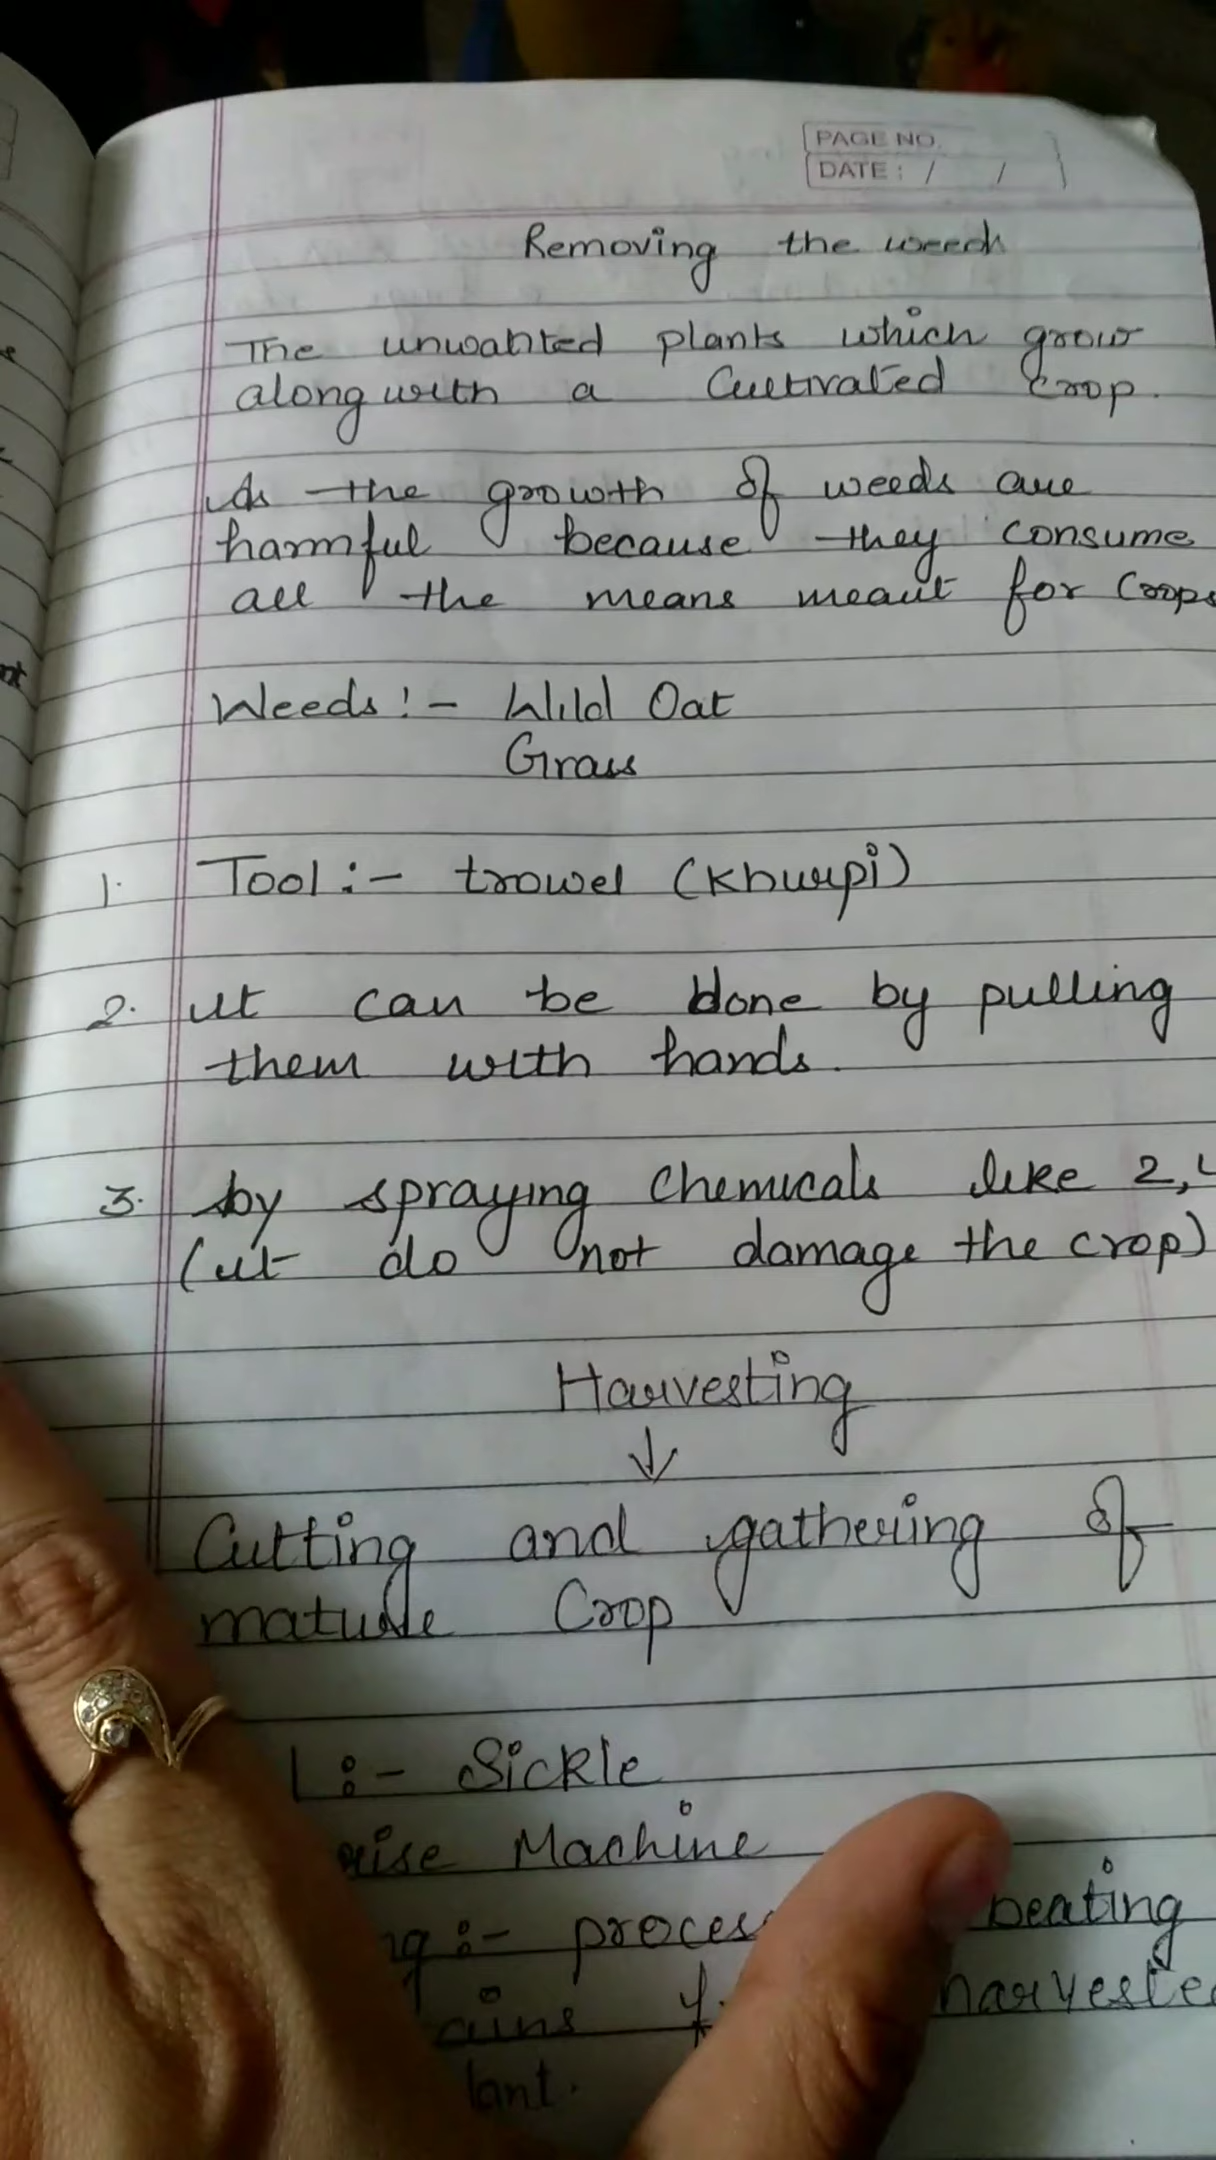 PAGE NO.
DATE : / /
Removing the weeds
The unwanted plants which grow
along with a Cultivated Crop.
As the growth of weeds are
harmful because they consume
all the means meant for Crops
Weeds :- Wild Oat
Grass
1. Tool :- trowel (Khurpi)
2. It can be done by pulling
them with hands.
3. by spraying Chemicals like 2,4
(it do not damage the crop)
Harvesting
↓
Cutting and gathering of
mature Crop
:- Sickle
Machine
:- process beating
harveste